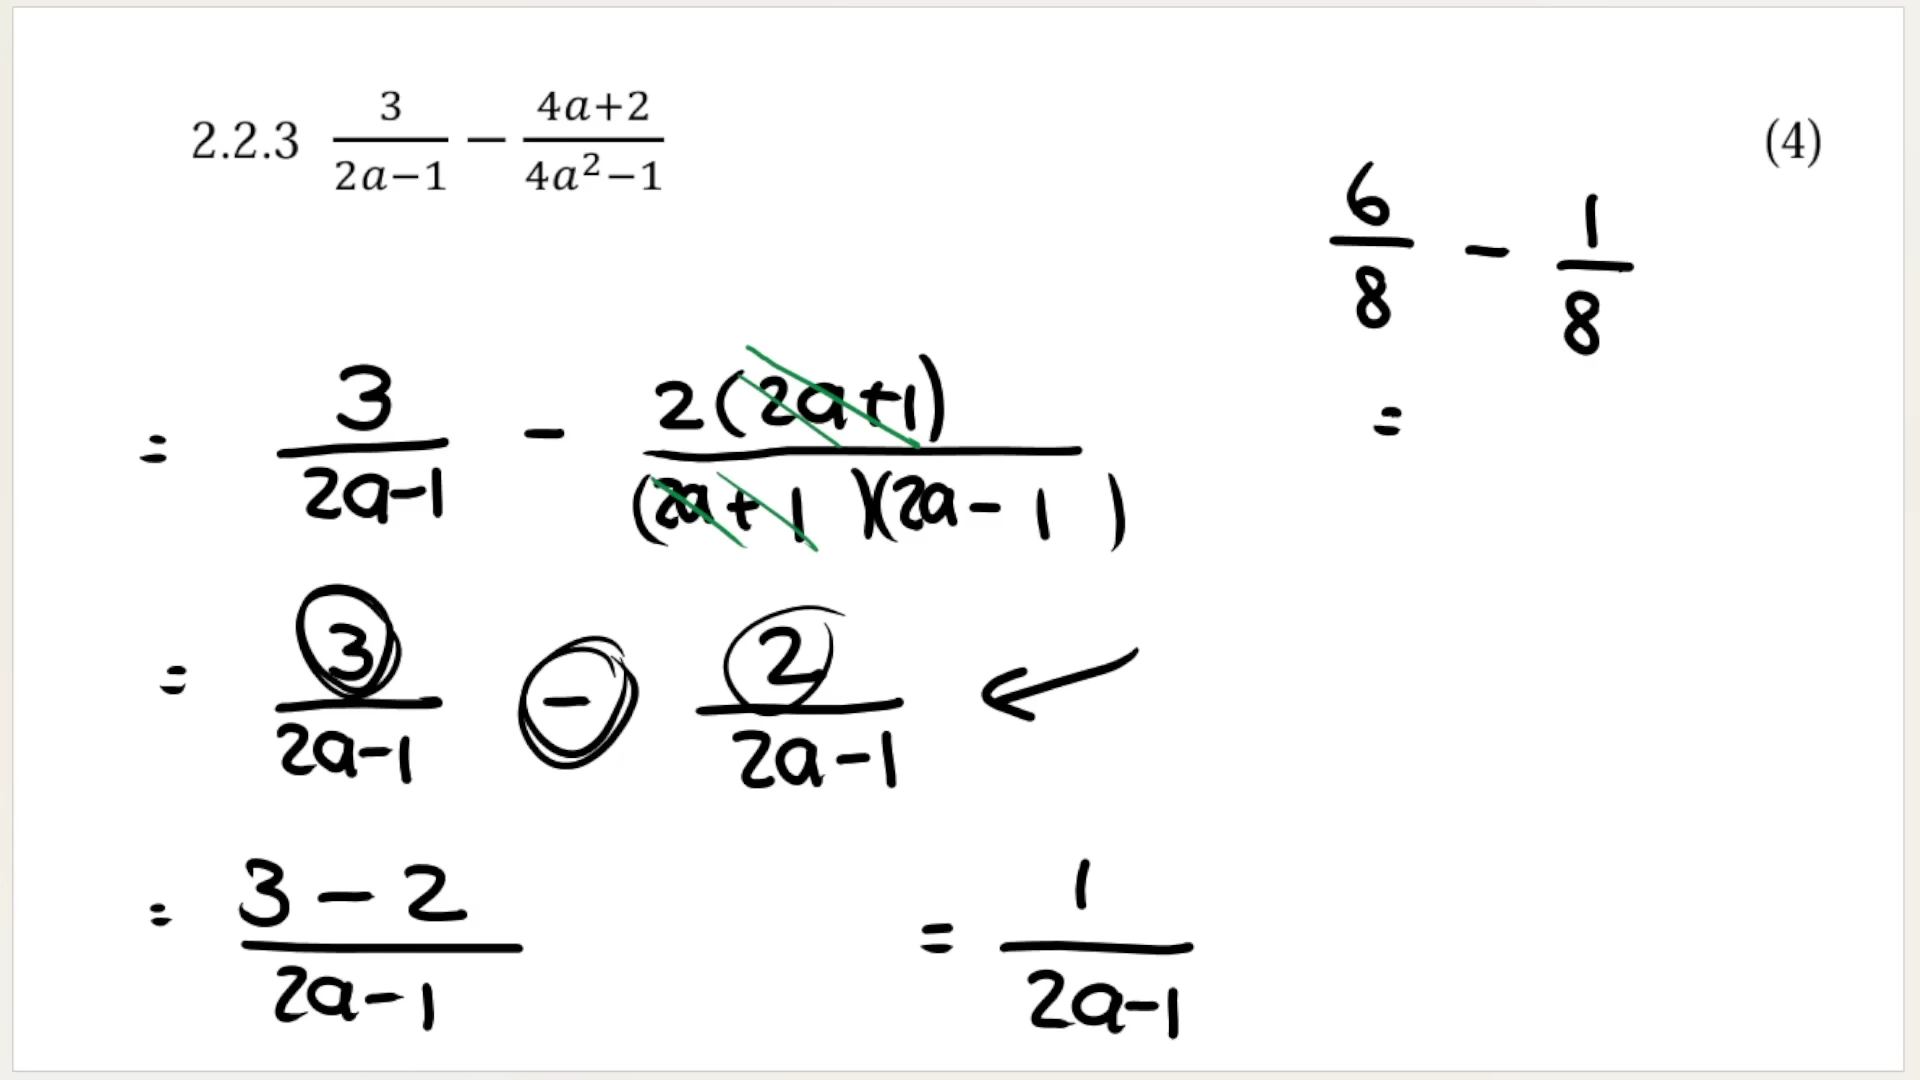 2.2.3 3/(2a−1) − (4a+2)/(4a²−1) (4)
6/8 - 1/8
=
= 3/(2a-1) - 2(2a+1)/((2a+1)(2a-1))
= 3/(2a-1) - 2/(2a-1) ←
= (3-2)/(2a-1) = 1/(2a-1)